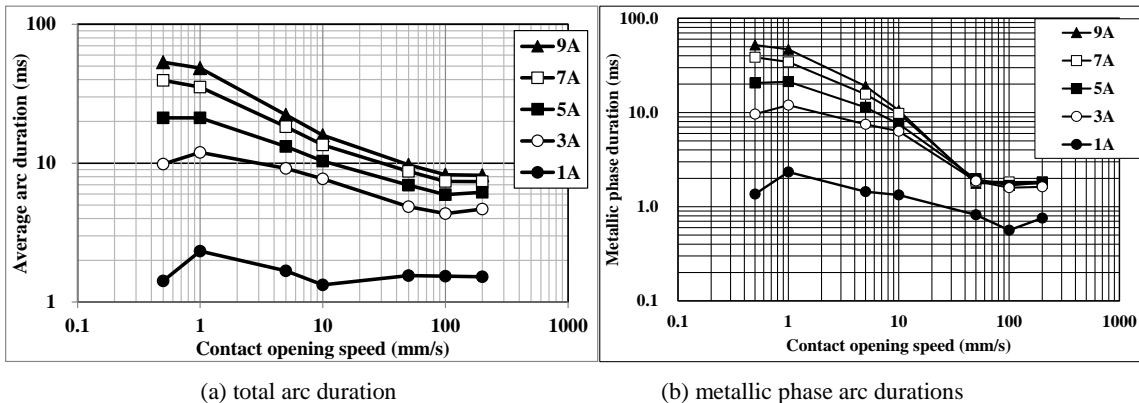 Average arc duration (ms)
100
10
1
0.1 1 10 100 1000
Contact opening speed (mm/s)
9A
7A
5A
3A
1A
(a) total arc duration
Metallic phase duration (ms)
100.0
10.0
1.0
0.1
0.1 1 10 100 1000
Contact opening speed (mm/s)
9A
7A
5A
3A
1A
(b) metallic phase arc durations